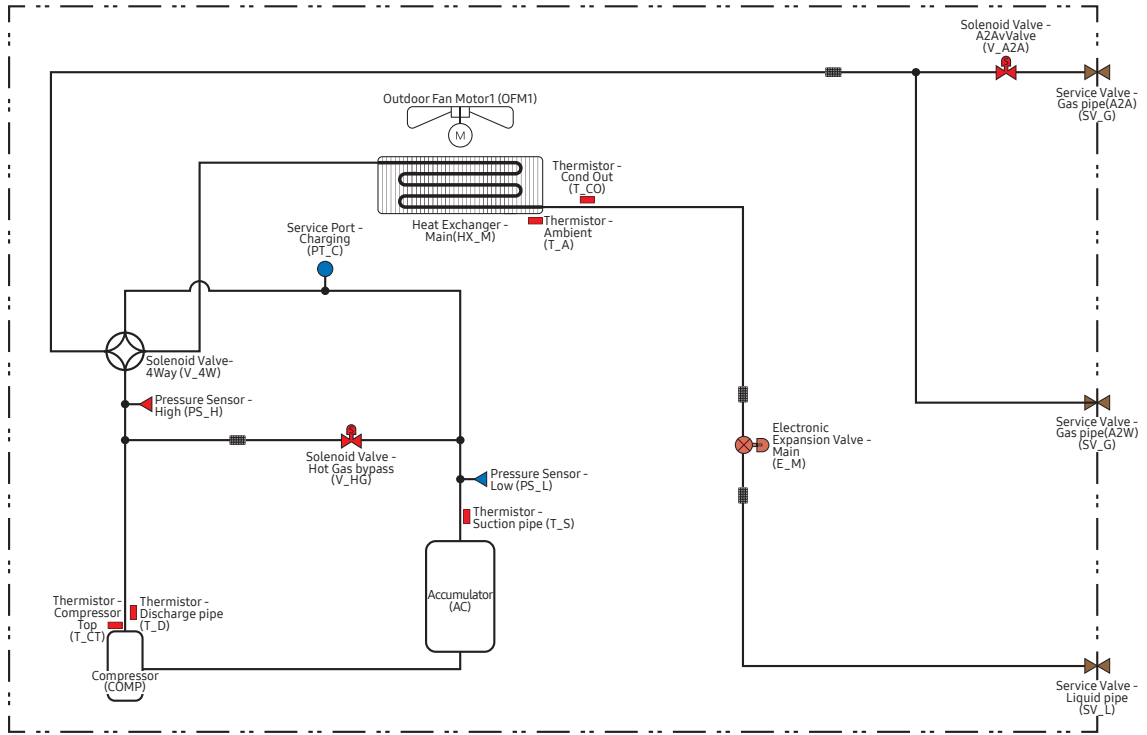 Solenoid Valve -
A2AvValve
(V_A2A)
S
Service Valve -
Gas pipe(A2A)
(SV_G)
Outdoor Fan Motor1 (OFM1)
M
Thermistor -
Cond Out
(T_CO)
Heat Exchanger -
Main(HX_M)
Thermistor -
Ambient
(T_A)
Service Port -
Charging
(PT_C)
Solenoid Valve-
4Way (V_4W)
Pressure Sensor -
High (PS_H)
S
Solenoid Valve -
Hot Gas bypass
(V_HG)
Pressure Sensor -
Low (PS_L)
Thermistor -
Suction pipe (T_S)
Electronic
Expansion Valve -
Main
(E_M)
Service Valve -
Gas pipe(A2W)
(SV_G)
Accumulator
(AC)
Thermistor -
Compressor
Top
(T_CT)
Thermistor -
Discharge pipe
(T_D)
Compressor
(COMP)
Service Valve -
Liquid pipe
(SV_L)